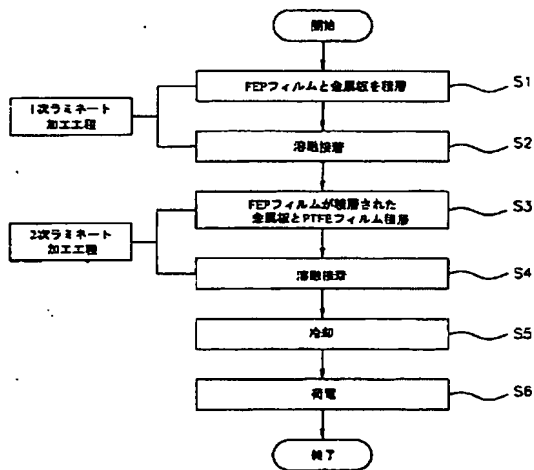 開始
FEPフィルムと金属板を積層
S1
1次ラミネート
加工工程
溶融接着
S2
FEPフィルムが積層された
金属板とPTFEフィルム積層
S3
2次ラミネート
加工工程
溶融接着
S4
冷却
S5
荷電
S6
終了